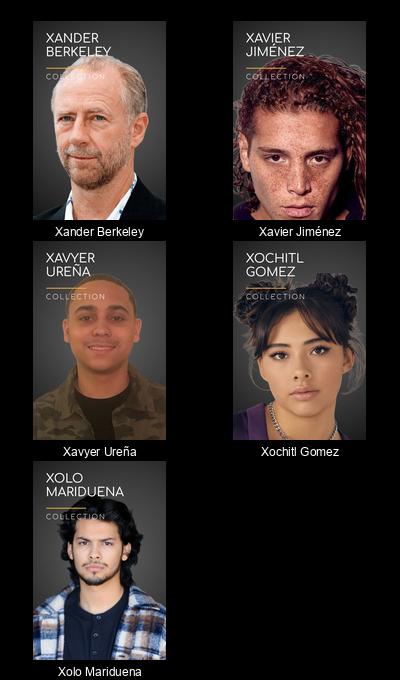 XANDER
BERKELEY
COLLECTION
Xander Berkeley
XAVIER
JIMÉNEZ
COLLECTION
Xavier Jiménez
XAVYER
UREÑA
COLLECTION
Xavyer Ureña
XOCHITL
GOMEZ
COLLECTION
Xochitl Gomez
XOLO
MARIDUENA
COLLECTION
Xolo Mariduena